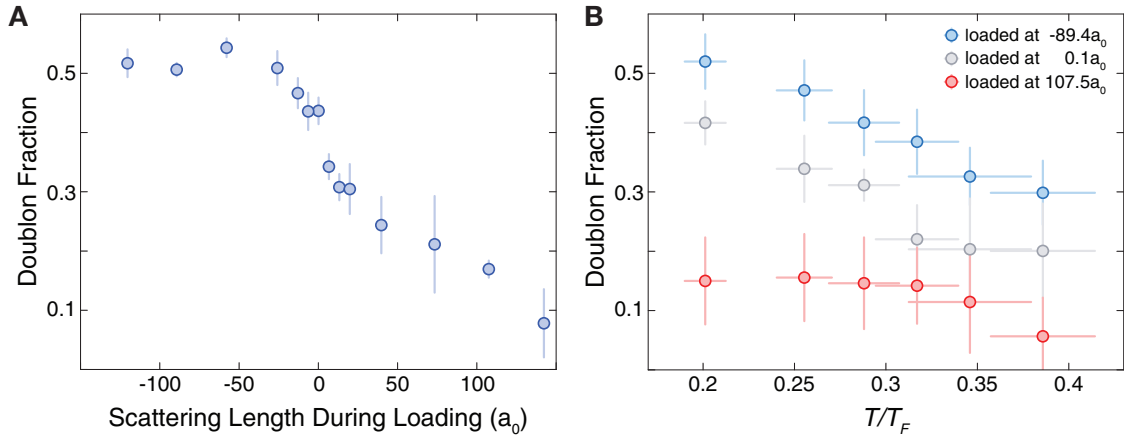 A
Doublon Fraction
0.5
0.3
0.1
-100
-50
0
50
100
Scattering Length During Loading (a0)
B
Doublon Fraction
0.5
0.3
0.1
loaded at -89.4a0
loaded at 0.1a0
loaded at 107.5a0
0.2
0.25
0.3
0.35
0.4
T/TF